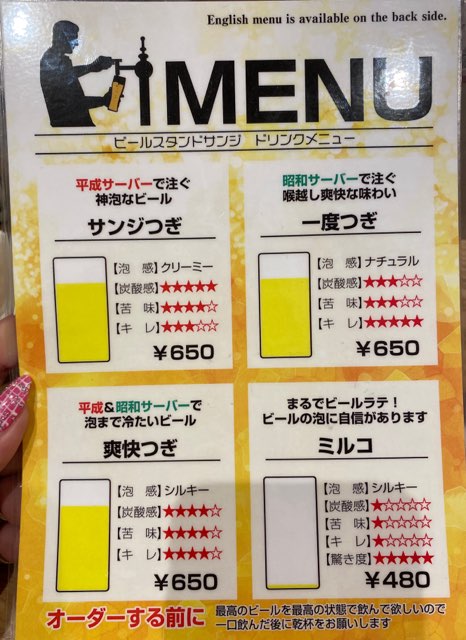 English menu is available on the back side.
MENU
ビールスタンドサンジ ドリンクメニュー
平成サーバーで注ぐ
神泡なビール
サンジつぎ
【泡 感】クリーミー
【炭酸感】★★★★★
【苦 味】★★★★☆
【キ レ】★★★☆☆
￥650
昭和サーバーで注ぐ
喉越し爽快な味わい
一度つぎ
【泡 感】ナチュラル
【炭酸感】★★★☆☆
【苦 味】★★★☆☆
【キ レ】★★★★★
￥650
平成&昭和サーバーで
泡まで冷たいビール
爽快つぎ
【泡 感】シルキー
【炭酸感】★★★★☆
【苦 味】★★★★☆
【キ レ】★★★★☆
￥650
まるでビールラテ！
ビールの泡に自信があります
ミルコ
【泡 感】シルキー
【炭酸感】★☆☆☆☆
【苦 味】★☆☆☆☆
【キ レ】★☆☆☆☆
【驚き度】★★★★★
￥480
オーダーする前に
最高のビールを最高の状態で飲んで欲しいので
一口飲んだ後に乾杯をお願いします